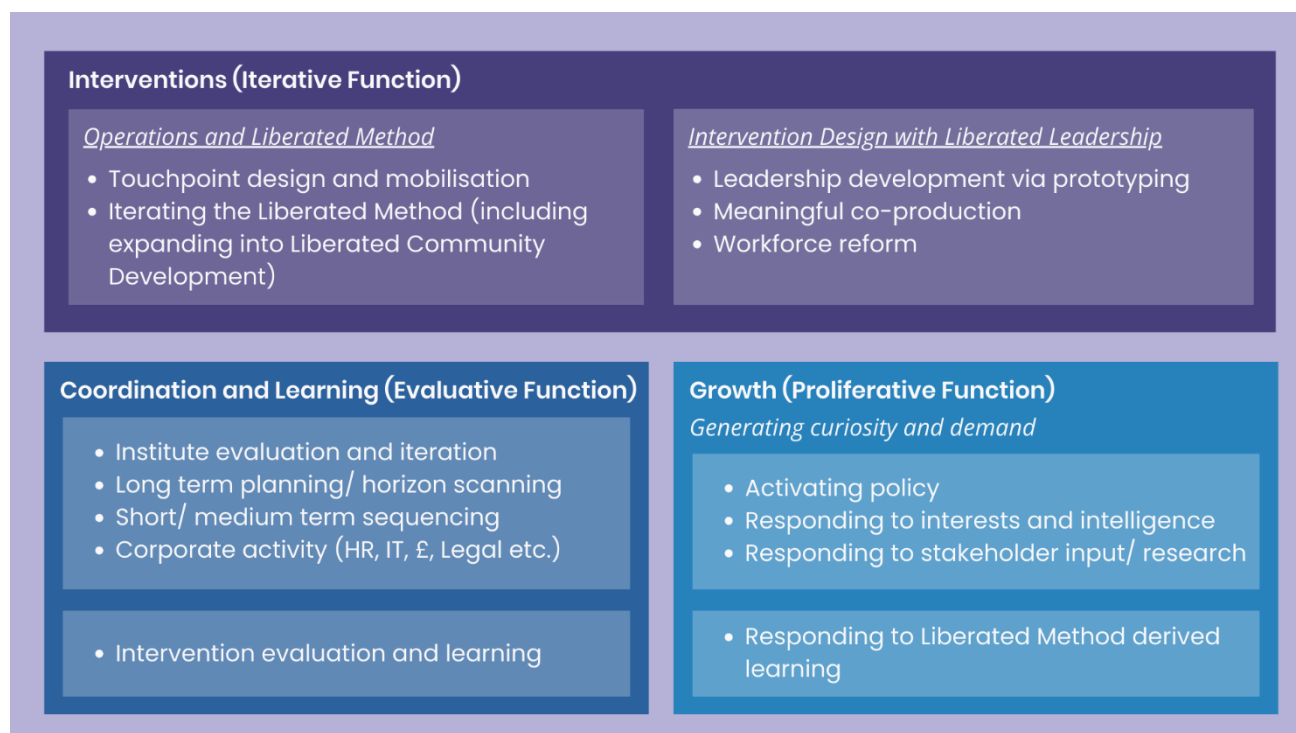 Interventions (Iterative Function)
Operations and Liberated Method
• Touchpoint design and mobilisation
• Iterating the Liberated Method (including
expanding into Liberated Community
Development)
Intervention Design with Liberated Leadership
• Leadership development via prototyping
• Meaningful co-production
• Workforce reform
Coordination and Learning (Evaluative Function)
• Institute evaluation and iteration
• Long term planning/ horizon scanning
• Short/ medium term sequencing
• Corporate activity (HR, IT, £, Legal etc.)
• Intervention evaluation and learning
Growth (Proliferative Function)
Generating curiosity and demand
• Activating policy
• Responding to interests and intelligence
• Responding to stakeholder input/ research
• Responding to Liberated Method derived
learning